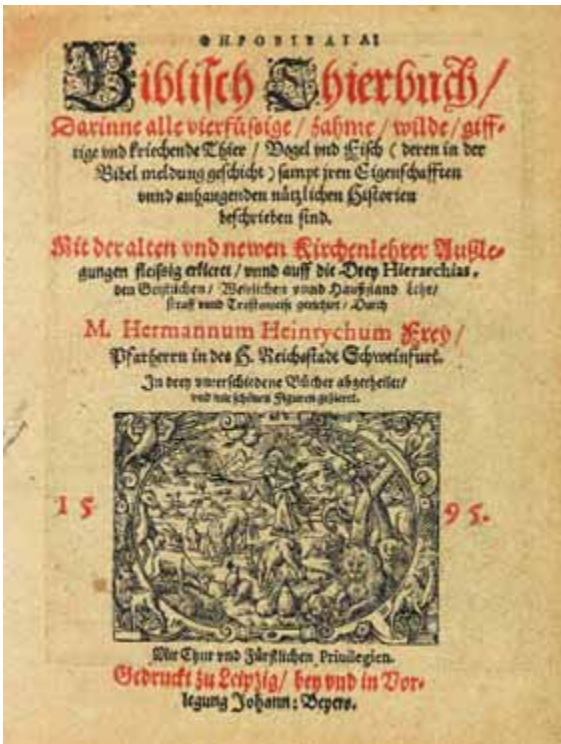 ΘΗΡΟΒΙΒΛΙΑ
Biblisch Thierbuch/
Darinne alle vierfüssige / zahme / wilde / giff-
tige vnd kriechende Thier / Vogel vnd Fisch ( deren in der
Bibel meldung geschicht ) sampt jren Eigenschafften
vnnd anhangenden nützlichen Historien
beschrieben sind.
Mit der alten vnd newen Kirchenlehrer Außle-
gungen fleissig erkleret / vnnd auff die Drey Hierarchias,
den Geistlichen / Weltlichen vnnd Haußstand Lehr/
straff vnnd Trostsweise gerichtet / Durch
M. Hermannum Heinrychum Frey /
Pfarherrn in des H. Reichsstadt Schweinfurt.
In drey vnterschiedene Bücher abgetheilet/
vnd mit schönen Figuren gezieret.
15 95.
Mit Chur vnd Fürstlichen Priuilegien.
Gedruckt zu Leipzig / bey vnd in Vor-
legung Johann: Beyers.